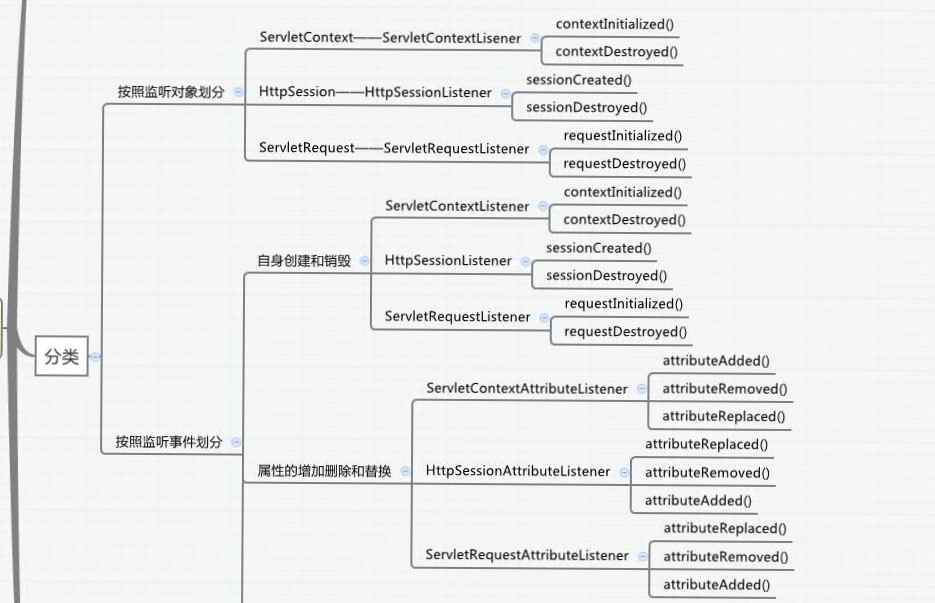 分类
按照监听对象划分
ServletContext——ServletContextLisener
contextInitialized()
contextDestroyed()
HttpSession——HttpSessionListener
sessionCreated()
sessionDestroyed()
ServletRequest——ServletRequestListener
requestInitialized()
requestDestroyed()
按照监听事件划分
自身创建和销毁
ServletContextListener
contextInitialized()
contextDestroyed()
HttpSessionListener
sessionCreated()
sessionDestroyed()
ServletRequestListener
requestInitialized()
requestDestroyed()
属性的增加删除和替换
ServletContextAttributeListener
attributeAdded()
attributeRemoved()
attributeReplaced()
HttpSessionAttributeListener
attributeReplaced()
attributeRemoved()
attributeAdded()
ServletRequestAttributeListener
attributeReplaced()
attributeRemoved()
attributeAdded()